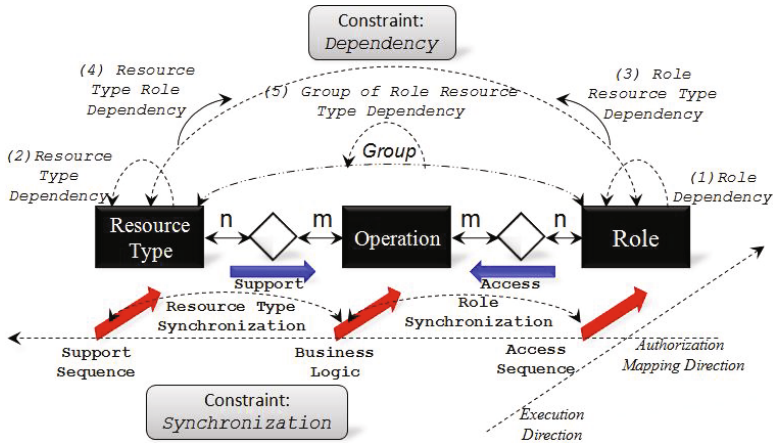 Constraint:
Dependency
(4) Resource
Type Role
Dependency
(3) Role
Resource Type
Dependency
(5) Group of Role Resource
Type Dependency
Group
(2)Resource
Type
Dependency
(1)Role
Dependency
Resource
Type
n
m
Operation
m
n
Role
Support
Access
Resource Type
Synchronization
Role
Synchronization
Support
Sequence
Business
Logic
Access
Sequence
Authorization
Mapping Direction
Constraint:
Synchronization
Execution
Direction